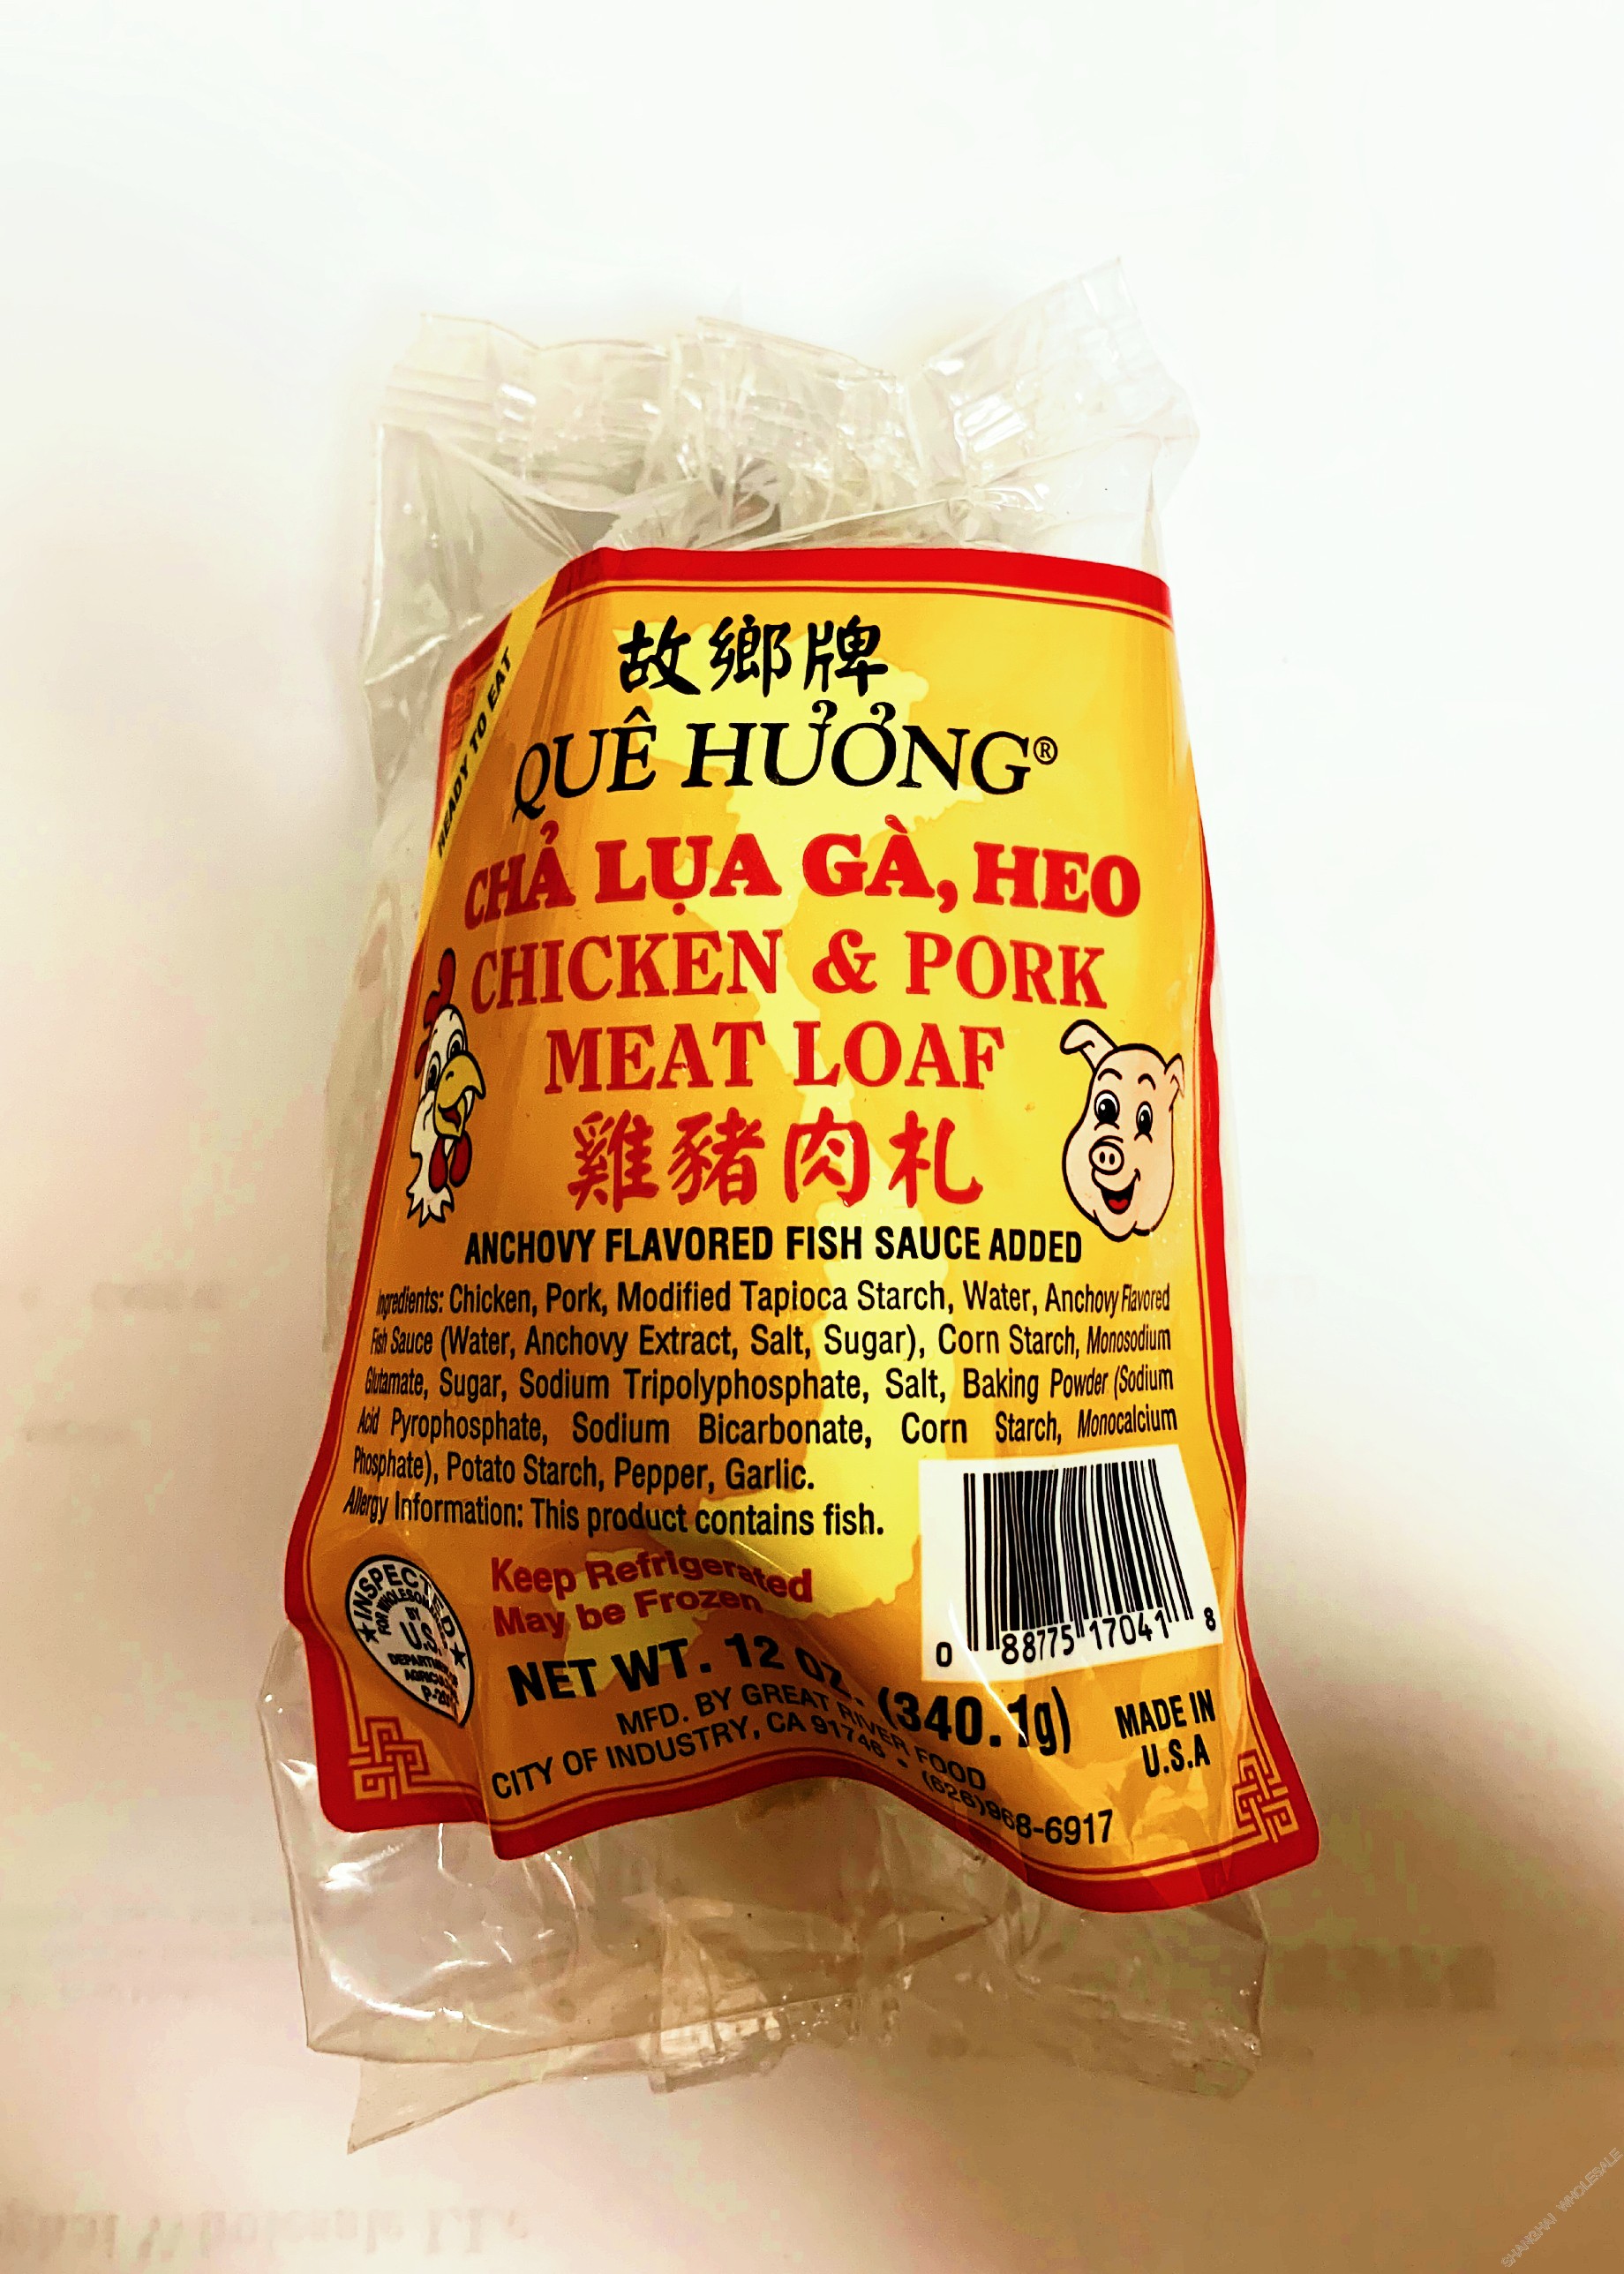 故鄉牌
QUÊ HƯỞNG®
READY TO EAT
CHẢ LỤA GÀ, HEO
CHICKEN & PORK
MEAT LOAF
雞豬肉札
ANCHOVY FLAVORED FISH SAUCE ADDED
Ingredients: Chicken, Pork, Modified Tapioca Starch, Water, Anchovy Flavored
Fish Sauce (Water, Anchovy Extract, Salt, Sugar), Corn Starch, Monosodium
Glutamate, Sugar, Sodium Tripolyphosphate, Salt, Baking Powder (Sodium
Acid Pyrophosphate, Sodium Bicarbonate, Corn Starch, Monocalcium
Phosphate), Potato Starch, Pepper, Garlic.
Allergy Information: This product contains fish.
INSPECTED
BY
U.S.
Keep Refrigerated
May be Frozen
0 88775 17041 8
NET WT. 12 OZ. (340.1g)
MFD. BY GREAT RIVER FOOD
CITY OF INDUSTRY, CA 91746 • (626)968-6917
MADE IN
U.S.A
SHANGHAI WHOLESALE